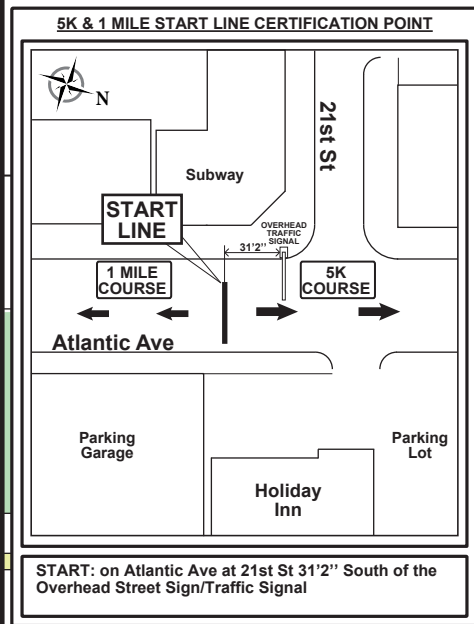 5K & 1 MILE START LINE CERTIFICATION POINT
N
21st St
Subway
START
LINE
OVERHEAD
TRAFFIC
SIGNAL
31'2''
1 MILE
COURSE
5K
COURSE
Atlantic Ave
Parking
Garage
Parking
Lot
Holiday
Inn
START: on Atlantic Ave at 21st St 31'2'' South of the
Overhead Street Sign/Traffic Signal